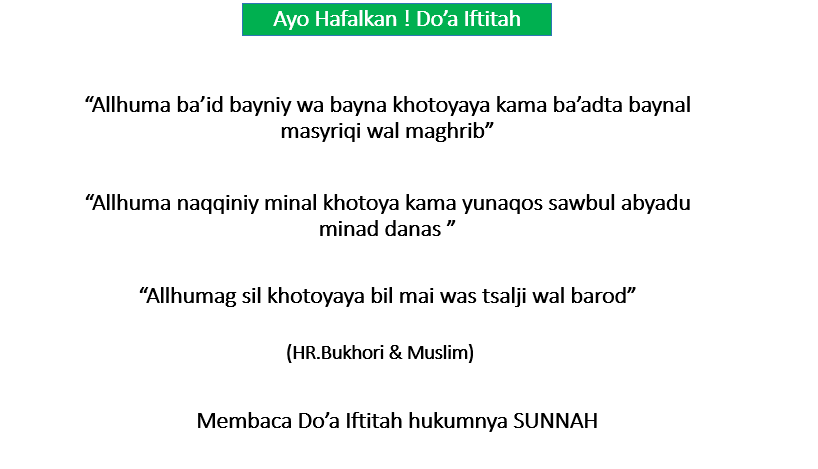 Ayo Hafalkan ! Do’a Iftitah
“Allhuma ba’id bayniy wa bayna khotoyaya kama ba’adta baynal
masyriqi wal maghrib”
“Allhuma naqqiniy minal khotoya kama yunaqos sawbul abyadu
minad danas ”
“Allhumag sil khotoyaya bil mai was tsalji wal barod”
(HR.Bukhori & Muslim)
Membaca Do’a Iftitah hukumnya SUNNAH